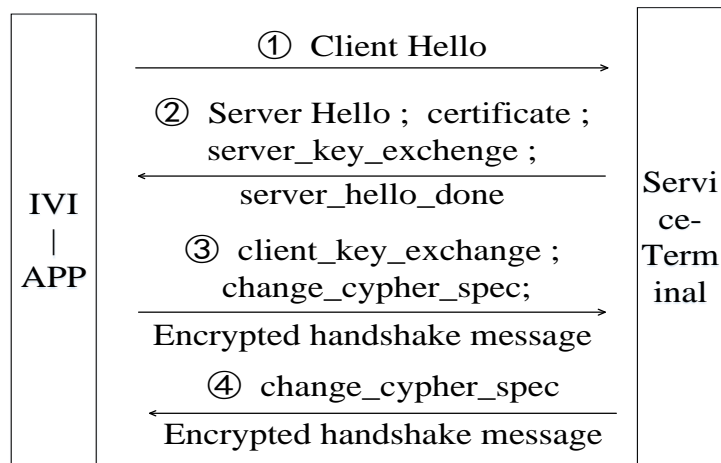 IVI
|
APP
① Client Hello
② Server Hello ; certificate ;
server_key_exchenge ;
server_hello_done
③ client_key_exchange ;
change_cypher_spec;
Encrypted handshake message
④ change_cypher_spec
Encrypted handshake message
Servi
ce-
Term
inal